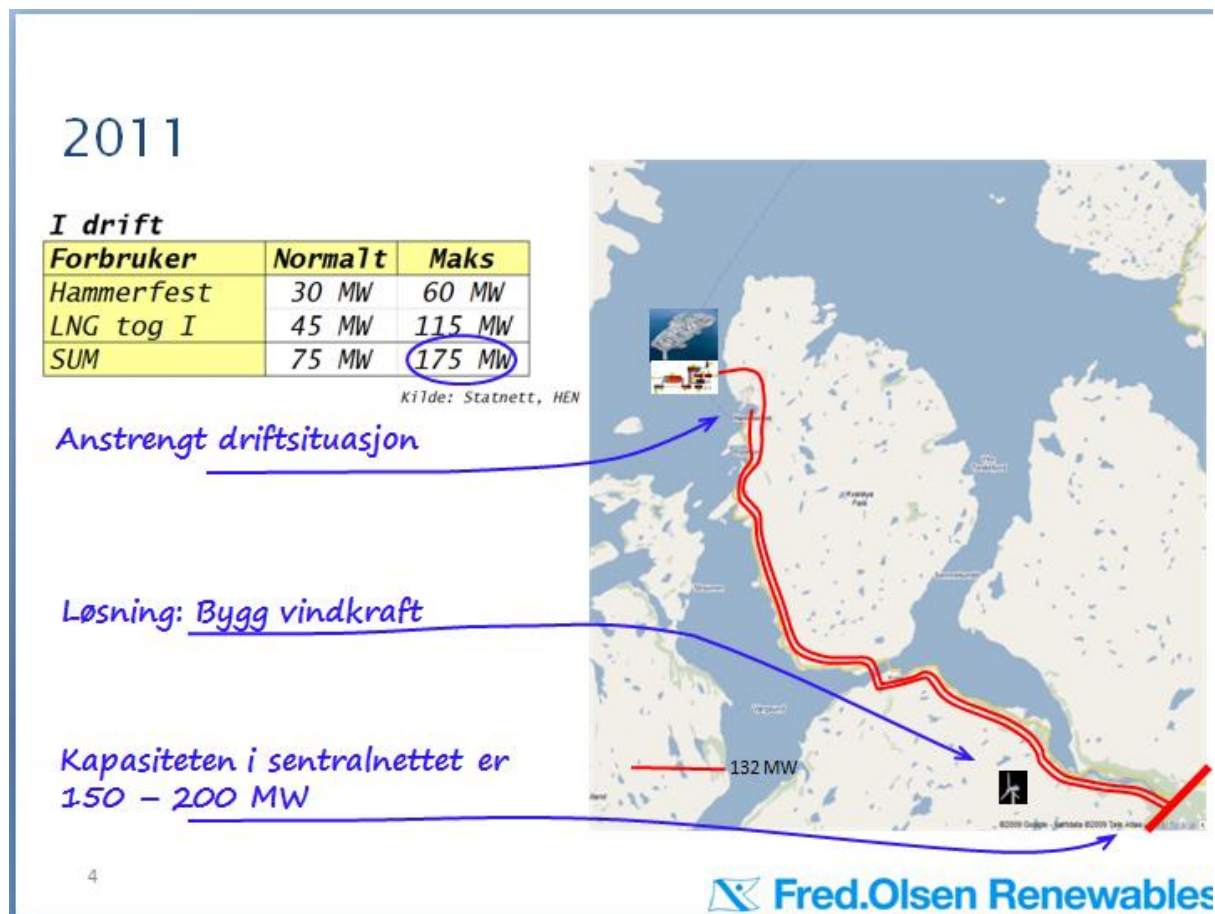 2011
I drift
Forbruker Normalt Maks
Hammerfest 30 MW 60 MW
LNG tog I 45 MW 115 MW
SUM 75 MW 175 MW
Kilde: Statnett, HEN
Anstrengt driftsituasjon
Løsning: Bygg vindkraft
Kapasiteten i sentralnettet er
150 – 200 MW
Kvaløya
Vargsund
132 MW
4
Fred.Olsen Renewables